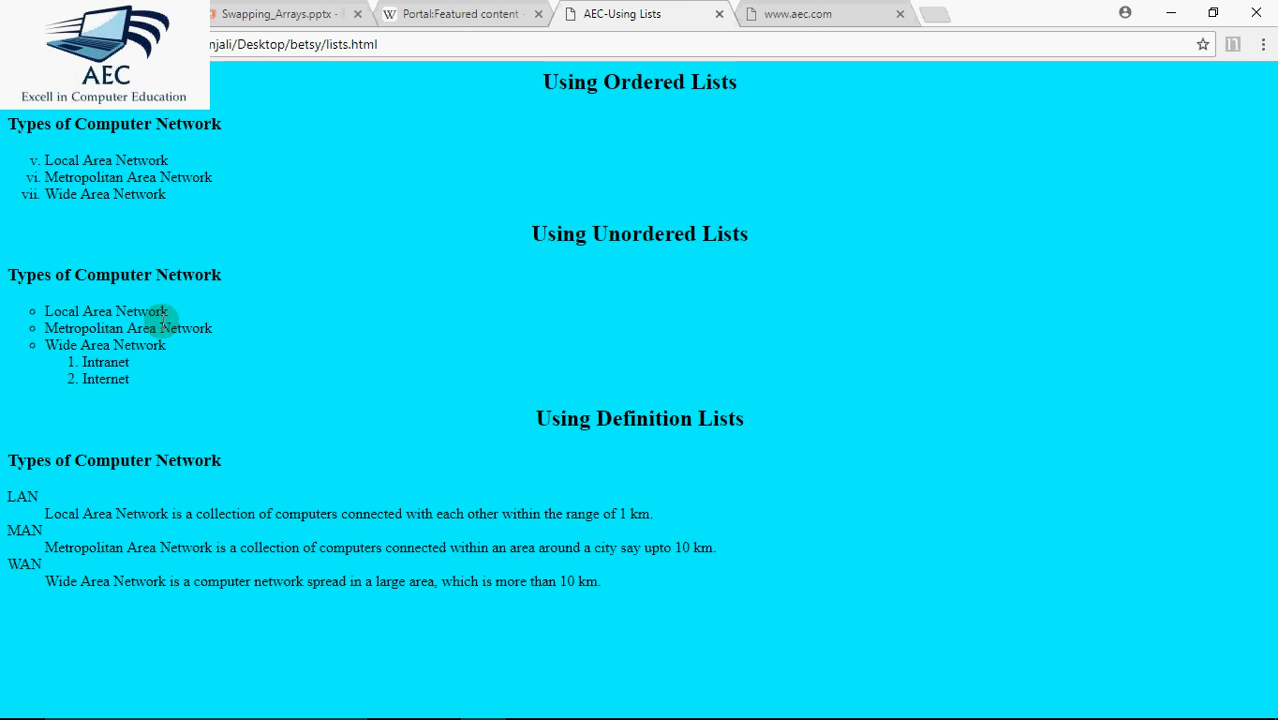 Swapping_Arrays.pptx -
W Portal:Featured content -
AEC-Using Lists
www.aec.com
njali/Desktop/betsy/lists.html
AEC
Excell in Computer Education
Using Ordered Lists
Types of Computer Network
v. Local Area Network
vi. Metropolitan Area Network
vii. Wide Area Network
Using Unordered Lists
Types of Computer Network
Local Area Network
Metropolitan Area Network
Wide Area Network
1. Intranet
2. Internet
Using Definition Lists
Types of Computer Network
LAN
Local Area Network is a collection of computers connected with each other within the range of 1 km.
MAN
Metropolitan Area Network is a collection of computers connected within an area around a city say upto 10 km.
WAN
Wide Area Network is a computer network spread in a large area, which is more than 10 km.